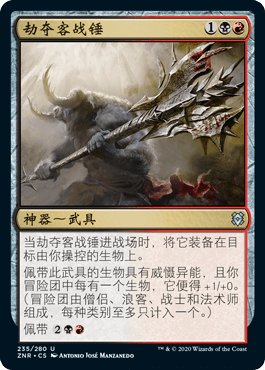 劫夺客战锤
1
神器～武具
当劫夺客战锤进战场时，将它装备在目
标由你操控的生物上。
佩带此武具的生物具有威慑异能，且你
冒险团中每有一个生物，它便得 +1/+0。
（冒险团由僧侣、浪客、战士和法术师
组成，每种类别至多只计入一个。）
佩带 2
235/280 U
ZNR • CS ANTONIO JOSÉ MANZANEDO
™ & © 2020 Wizards of the Coast